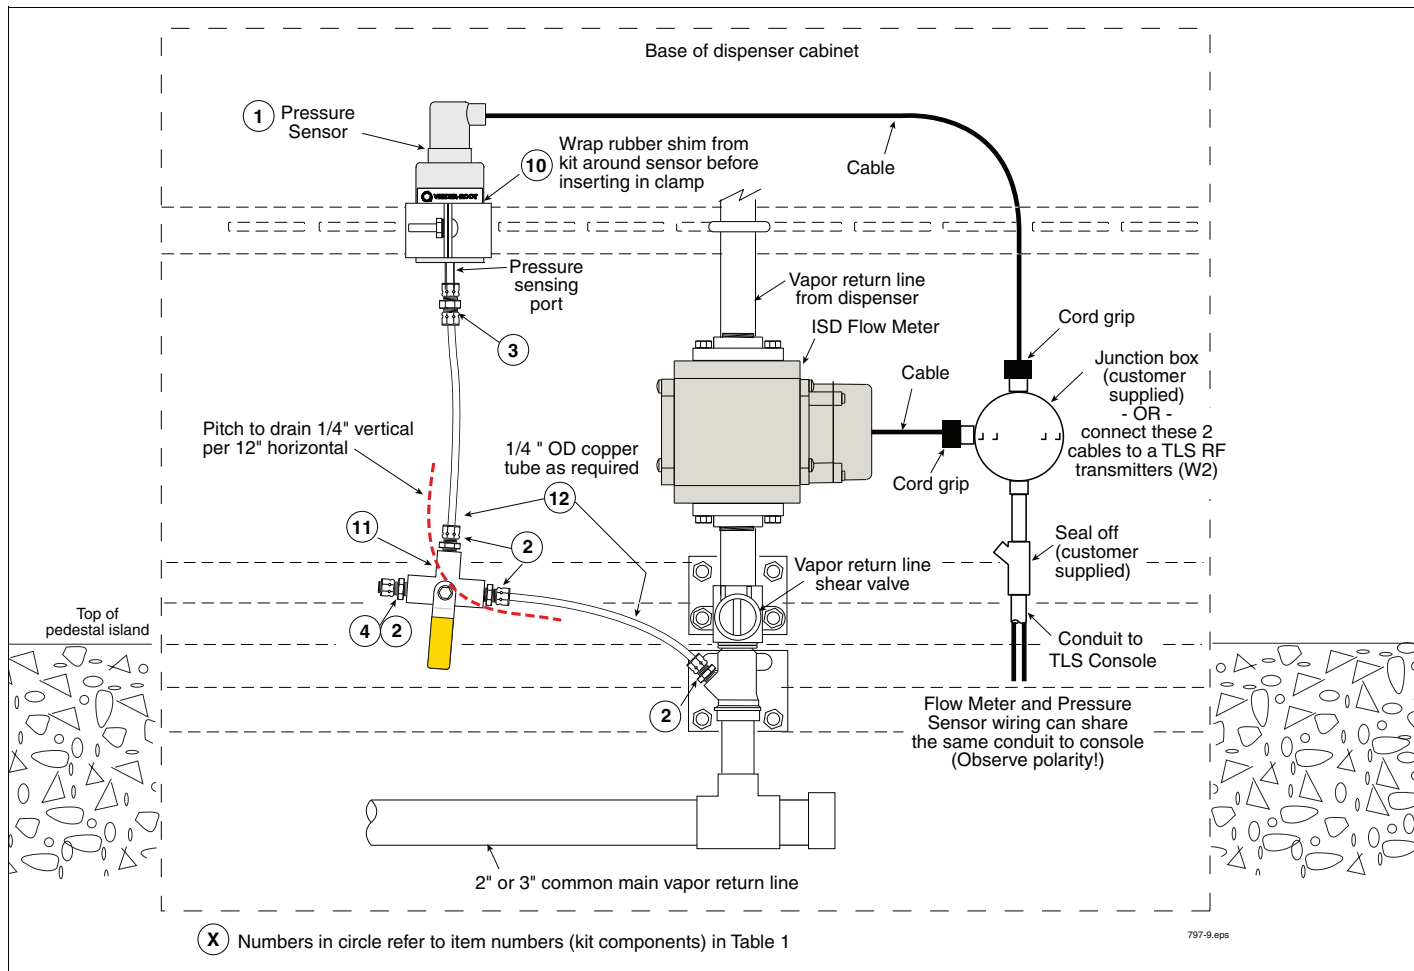 Base of dispenser cabinet
1
Pressure
Sensor
10
Wrap rubber shim from
kit around sensor before
inserting in clamp
Cable
VEEDER-ROOT
Pressure
sensing
port
Vapor return line
from dispenser
ISD Flow Meter
Cord grip
3
Cable
Junction box
(customer
supplied)
- OR -
connect these 2
cables to a TLS RF
transmitters (W2)
Pitch to drain 1/4" vertical
per 12" horizontal
1/4 " OD copper
tube as required
Cord grip
12
11
2
Seal off
(customer
supplied)
Vapor return line
shear valve
Top of
pedestal island
4
2
Conduit to
TLS Console
2
Flow Meter and Pressure
Sensor wiring can share
the same conduit to console
(Observe polarity!)
2" or 3" common main vapor return line
X
Numbers in circle refer to item numbers (kit components) in Table 1
797-9.eps